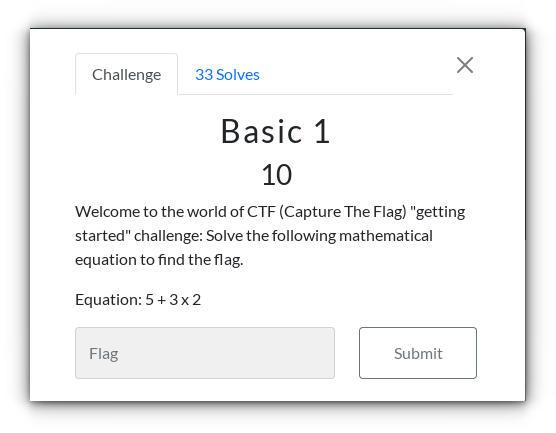 Challenge
33 Solves
Basic 1
10
Welcome to the world of CTF (Capture The Flag) "getting
started" challenge: Solve the following mathematical
equation to find the flag.
Equation: 5 + 3 x 2
Flag
Submit